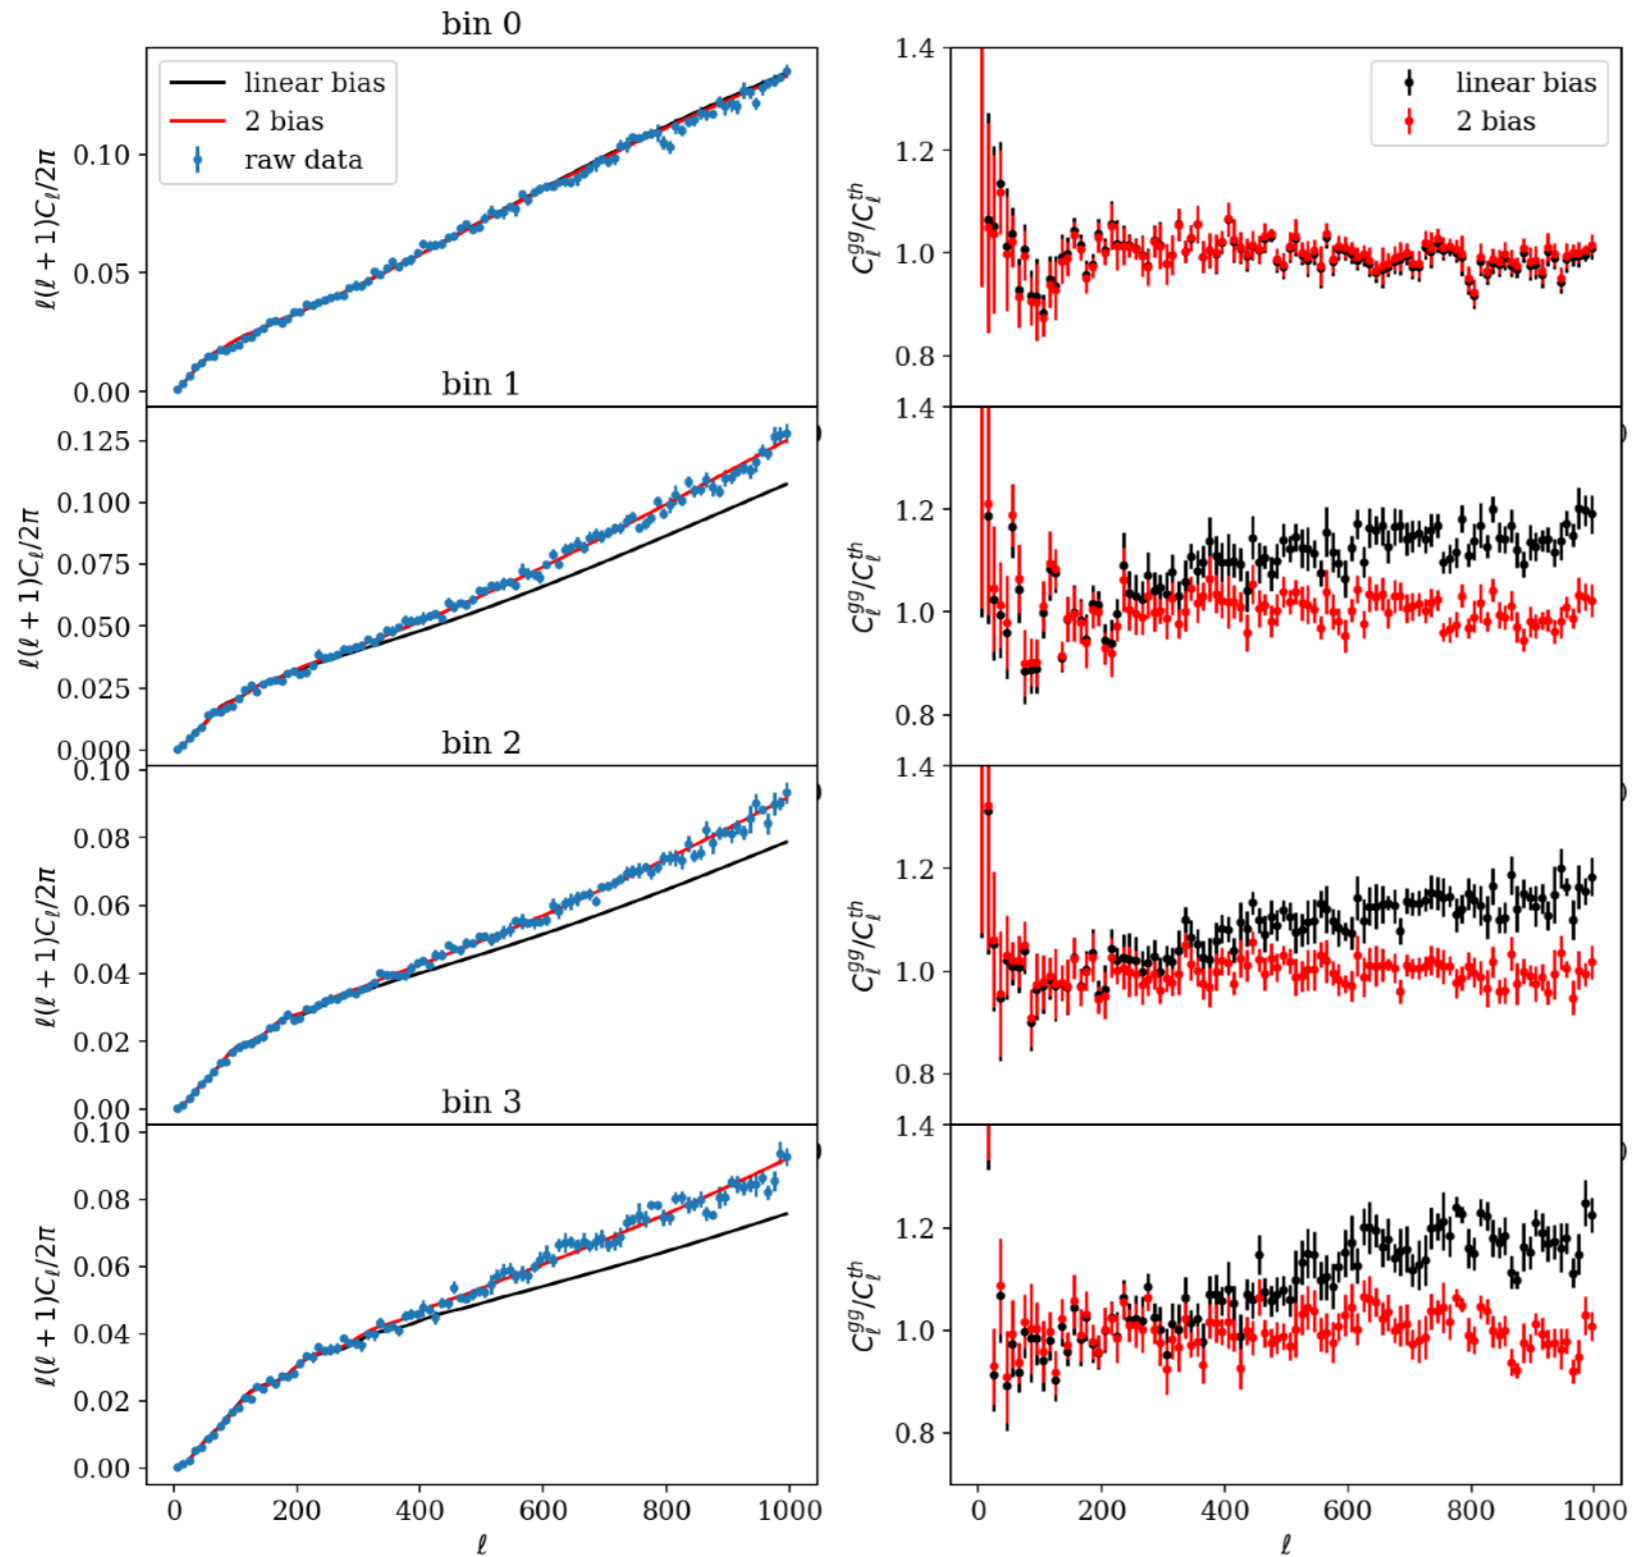 bin 0
linear bias
2 bias
raw data
ℓ(ℓ + 1)Cℓ/2π
0.10
0.05
0.00
linear bias
2 bias
C_ℓ^{gg}/C_ℓ^{th}
1.4
1.2
1.0
0.8
bin 1
ℓ(ℓ + 1)Cℓ/2π
0.125
0.100
0.075
0.050
0.025
0.000
C_ℓ^{gg}/C_ℓ^{th}
1.4
1.2
1.0
0.8
bin 2
ℓ(ℓ + 1)Cℓ/2π
0.10
0.08
0.06
0.04
0.02
0.00
C_ℓ^{gg}/C_ℓ^{th}
1.4
1.2
1.0
0.8
bin 3
ℓ(ℓ + 1)Cℓ/2π
0.10
0.08
0.06
0.04
0.02
0.00
0 200 400 600 800 1000
ℓ
C_ℓ^{gg}/C_ℓ^{th}
1.4
1.2
1.0
0.8
0 200 400 600 800 1000
ℓ